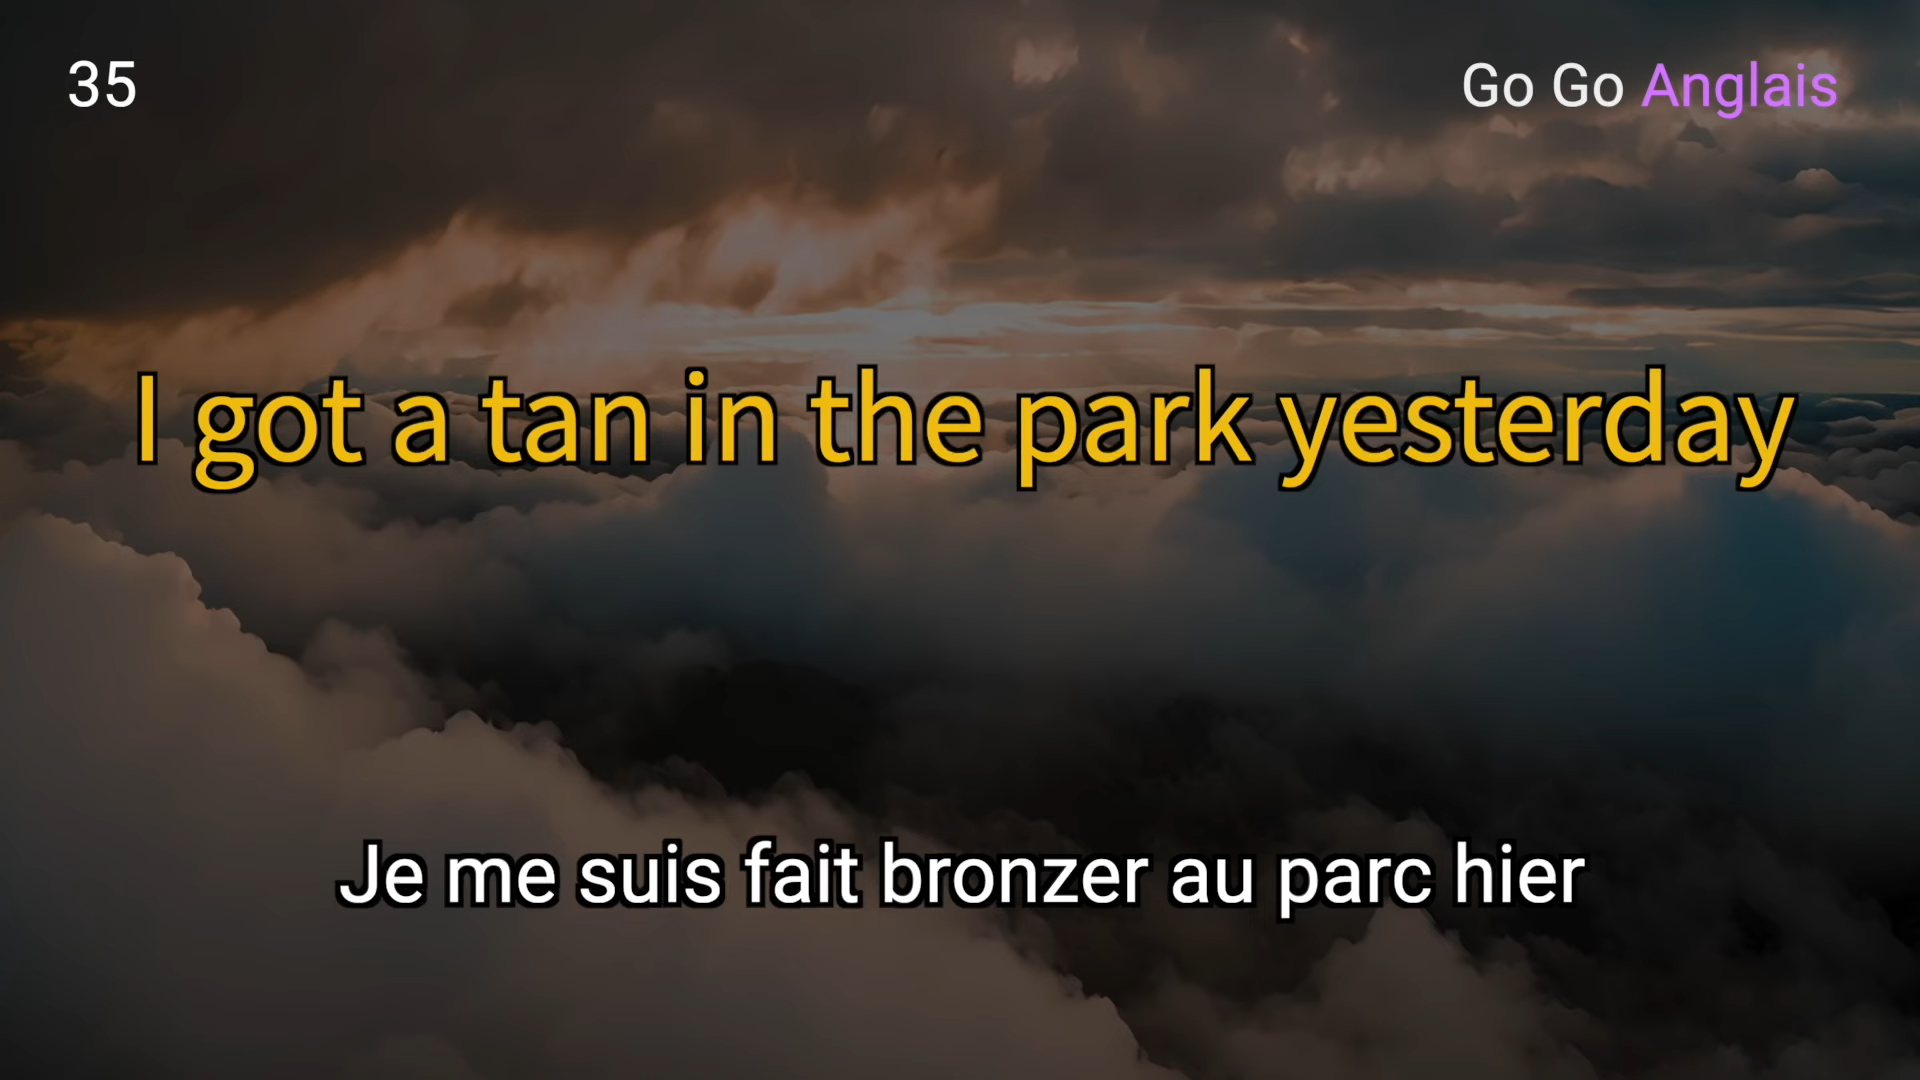 35
Go Go Anglais
I got a tan in the park yesterday
Je me suis fait bronzer au parc hier